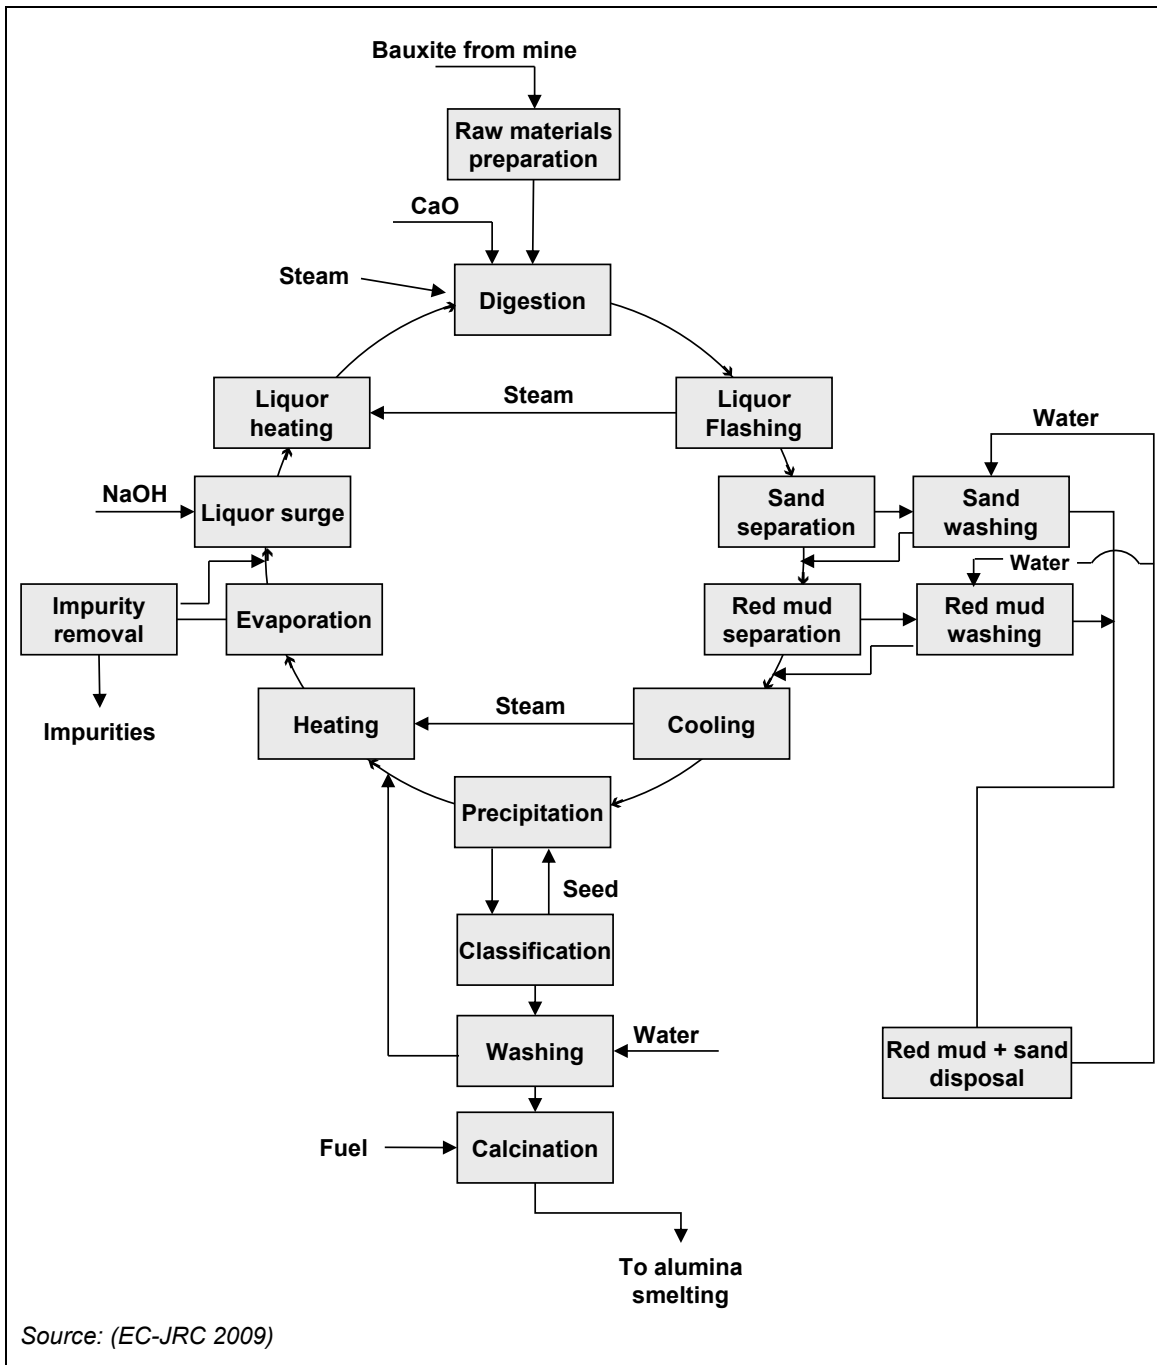 Bauxite from mine
Raw materials
preparation
CaO
Steam
Digestion
Liquor
heating
Steam
Liquor
Flashing
Water
NaOH
Liquor surge
Sand
separation
Sand
washing
Water
Impurity
removal
Evaporation
Red mud
separation
Red mud
washing
Impurities
Heating
Steam
Cooling
Precipitation
Seed
Classification
Washing
Water
Red mud + sand
disposal
Fuel
Calcination
To alumina
smelting
Source: (EC-JRC 2009)